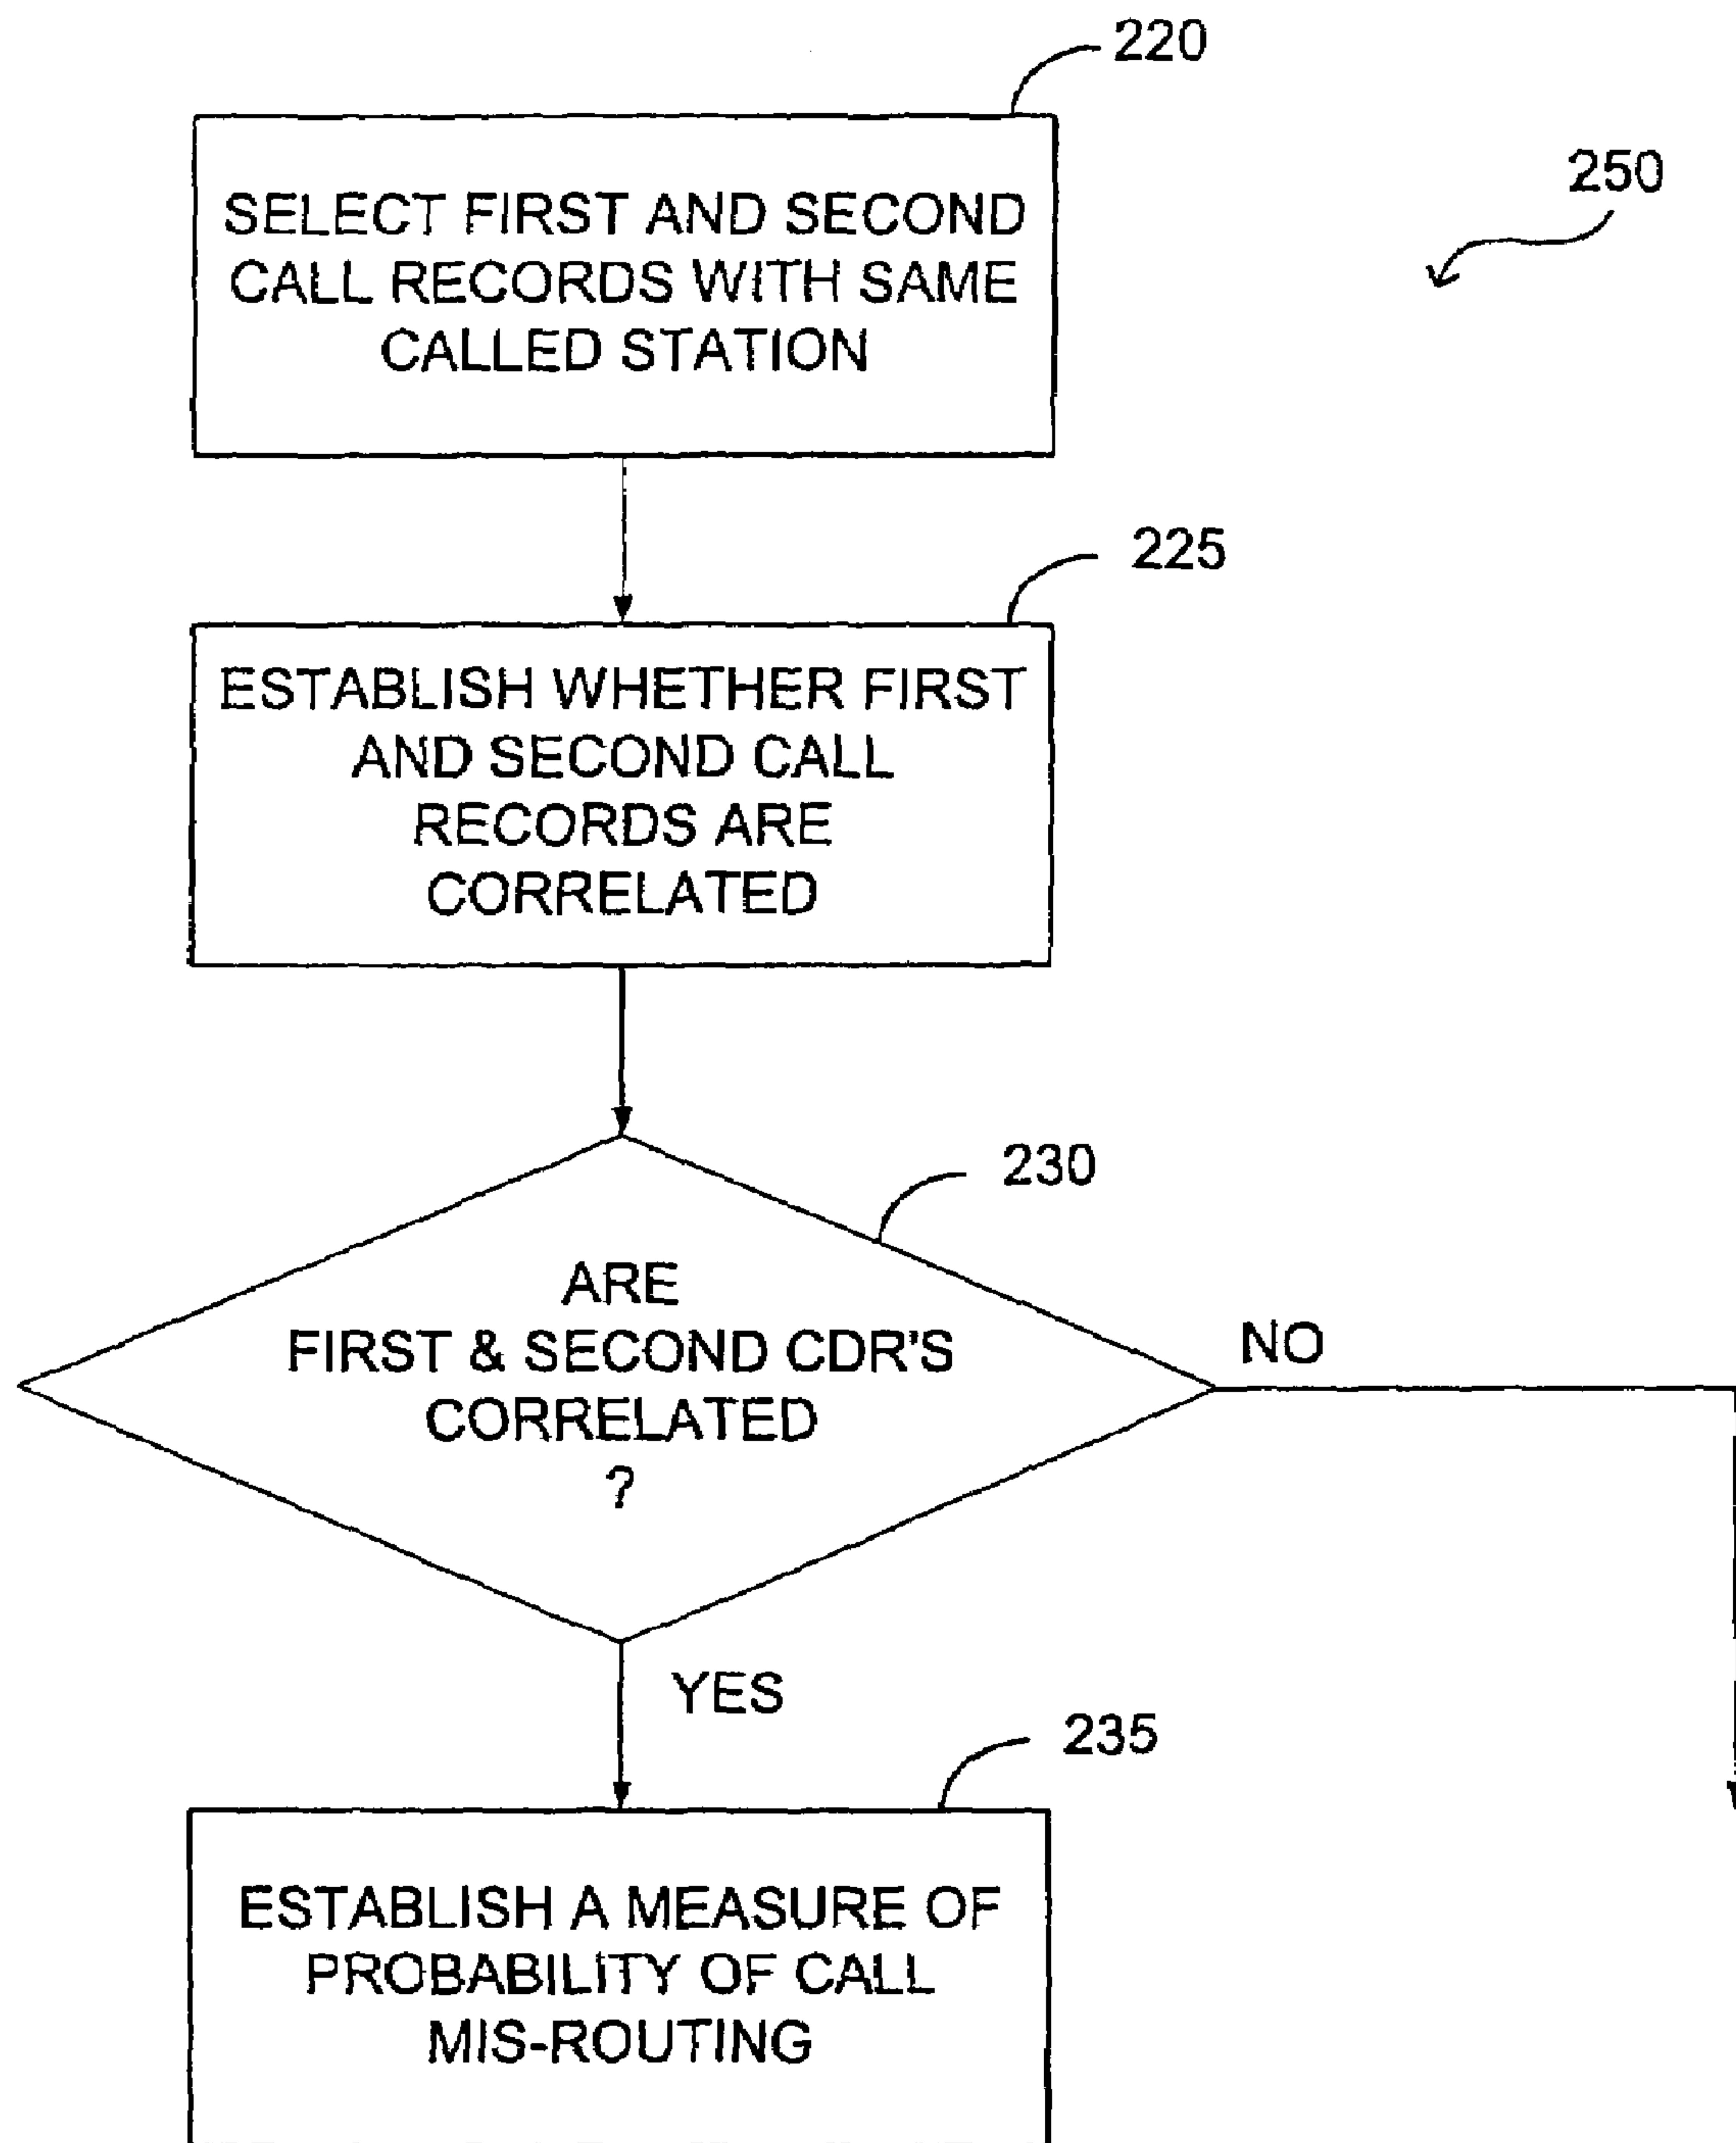 220
250
SELECT FIRST AND SECOND
CALL RECORDS WITH SAME
CALLED STATION
225
ESTABLISH WHETHER FIRST
AND SECOND CALL
RECORDS ARE
CORRELATED
230
ARE
FIRST & SECOND CDR'S
CORRELATED
?
NO
YES
235
ESTABLISH A MEASURE OF
PROBABILITY OF CALL
MIS-ROUTING